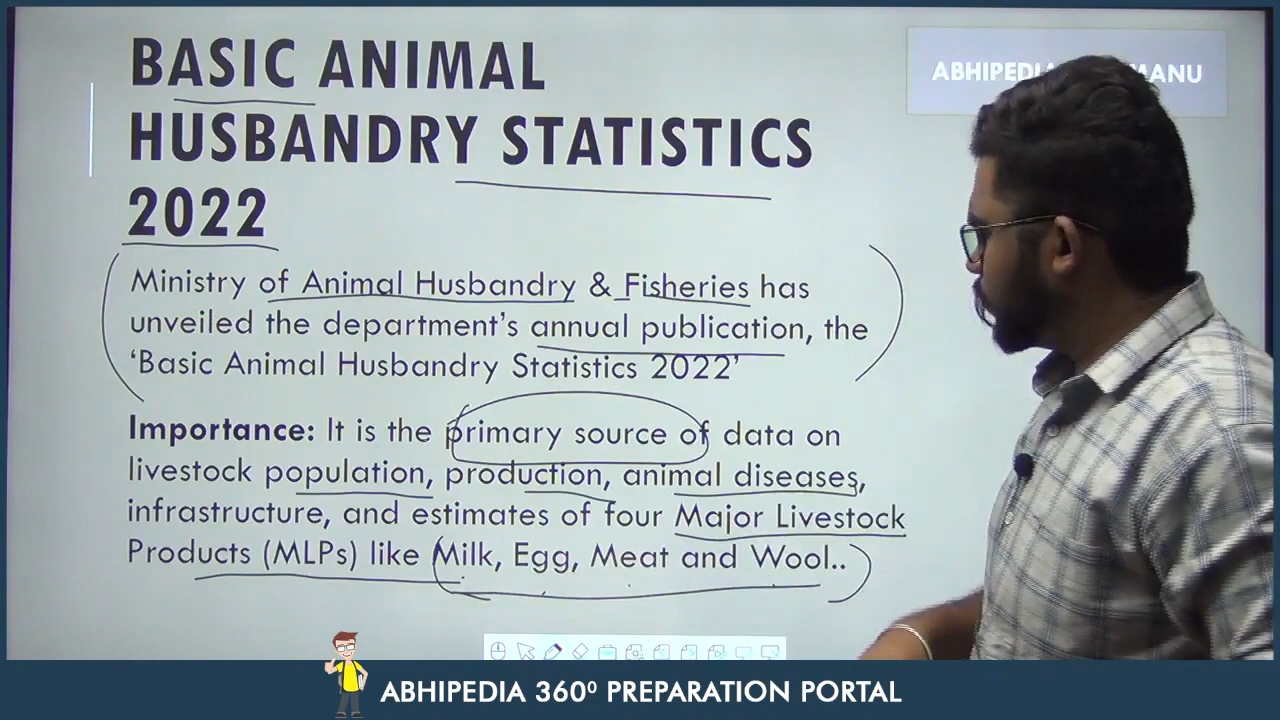 BASIC ANIMAL
HUSBANDRY STATISTICS
2022
ABHIPEDIA
MANU
Ministry of Animal Husbandry & Fisheries has
unveiled the department's annual publication, the
'Basic Animal Husbandry Statistics 2022'
Importance: It is the primary source of data on
livestock population, production, animal diseases,
infrastructure, and estimates of four Major Livestock
Products (MLPs) like Milk, Egg, Meat and Wool..
ABHIPEDIA 360⁰ PREPARATION PORTAL